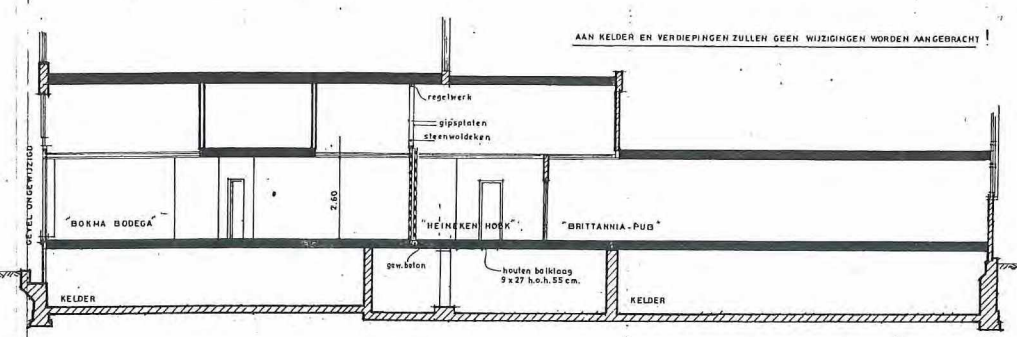 AAN KELDER EN VERDIEPINGEN ZULLEN GEEN WIJZIGINGEN WORDEN AANGEBRACHT !
regelwerk
gipsplaten
steenwoldeken
GEVEL ONGEWIJZIGD
2.60
"BOKMA BODEGA"
"HEINEKEN HOEK"
"BRITTANNIA-PUB"
gew. beton
houten balklaag
9 x 27 h.o.h. 55 cm.
KELDER
KELDER